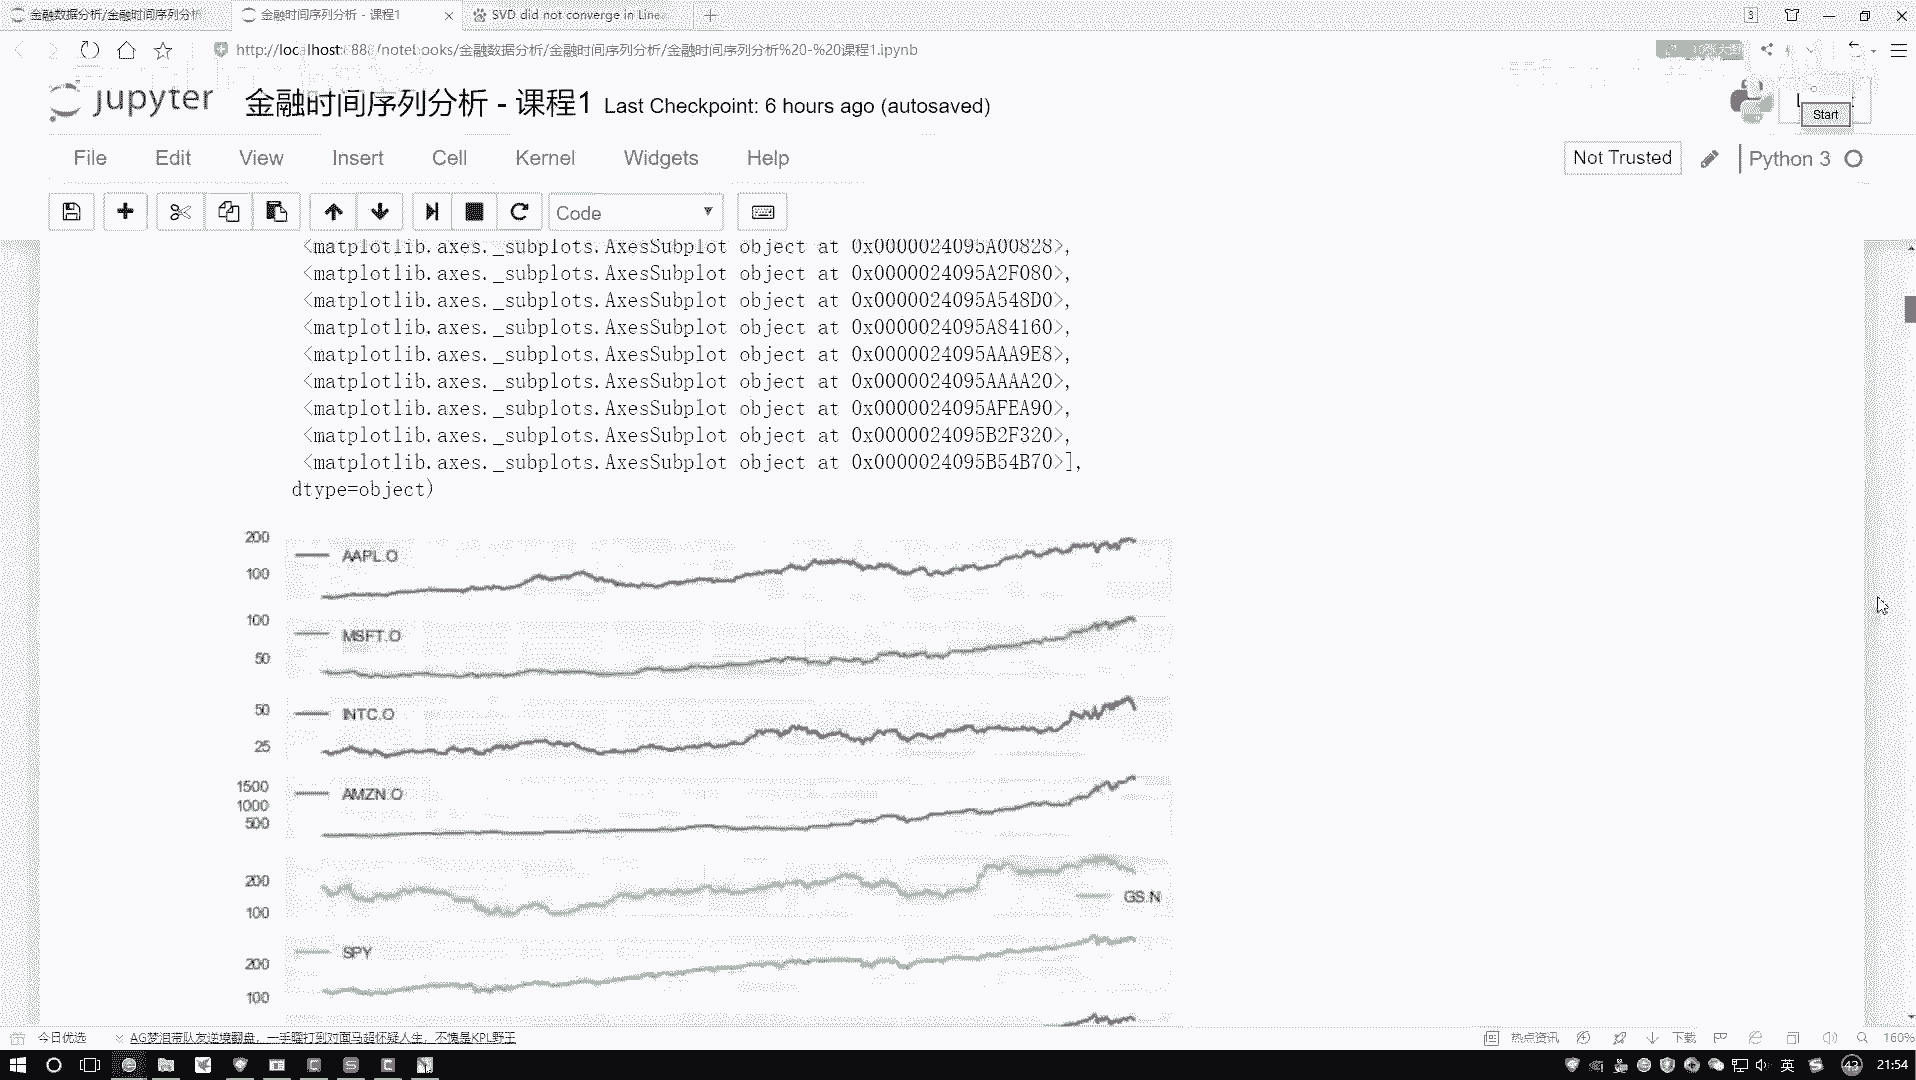 金融数据分析/金融时间序列分析
金融时间序列分析 - 课程1
SVD did not converge in Line
3
http://localhost:888/notebooks/金融数据分析/金融时间序列分析/金融时间序列分析%20-%20课程1.ipynb
jupyter
金融时间序列分析 - 课程1 Last Checkpoint: 6 hours ago (autosaved)
Start
File Edit View Insert Cell Kernel Widgets Help
Not Trusted
Python 3
Code
<matplotlib.axes._subplots.AxesSubplot object at 0x0000024095A00828>,
<matplotlib.axes._subplots.AxesSubplot object at 0x0000024095A2F080>,
<matplotlib.axes._subplots.AxesSubplot object at 0x0000024095A548D0>,
<matplotlib.axes._subplots.AxesSubplot object at 0x0000024095A84160>,
<matplotlib.axes._subplots.AxesSubplot object at 0x0000024095AAA9E8>,
<matplotlib.axes._subplots.AxesSubplot object at 0x0000024095AAAA20>,
<matplotlib.axes._subplots.AxesSubplot object at 0x0000024095AFEA90>,
<matplotlib.axes._subplots.AxesSubplot object at 0x0000024095B2F320>,
<matplotlib.axes._subplots.AxesSubplot object at 0x0000024095B54B70>],
dtype=object)
200
AAPL.O
100
100
MSFT.O
50
50
INTC.O
25
1500
AMZN.O
1000
500
200
GS.N
100
SPY
200
100
今日优选
AG梦泪带队友逆境翻盘，一手曜打到对面马超怀疑人生，不愧是KPL野王
热点资讯
下载
160%
英
43
21:54